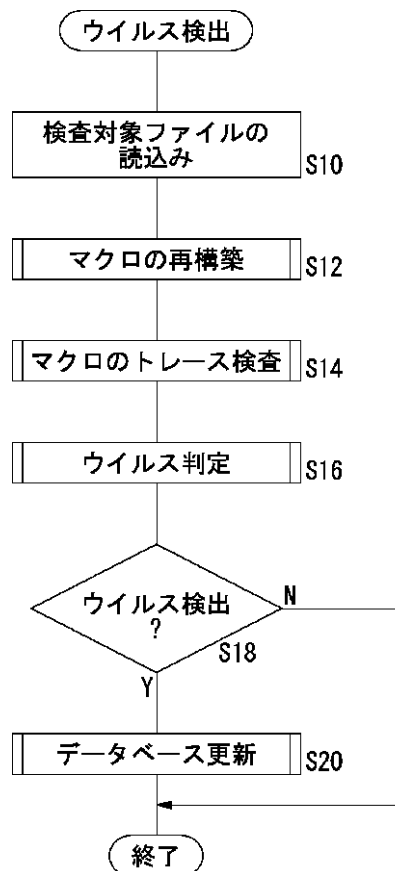 ウイルス検出
検査対象ファイルの
読込み
S10
マクロの再構築
S12
マクロのトレース検査
S14
ウイルス判定
S16
ウイルス検出
?
N
S18
Y
データベース更新
S20
終了